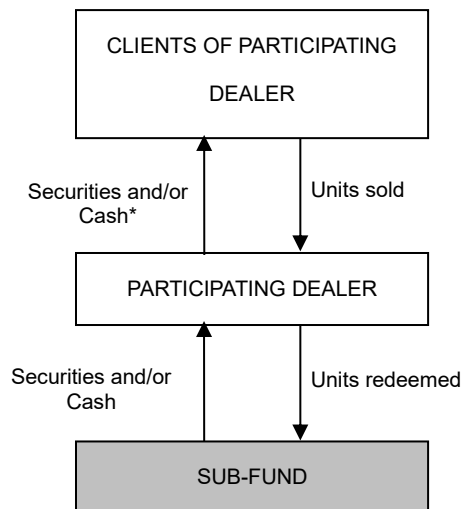 CLIENTS OF PARTICIPATING
DEALER
Securities and/or
Cash*
Units sold
PARTICIPATING DEALER
Securities and/or
Cash
Units redeemed
SUB-FUND